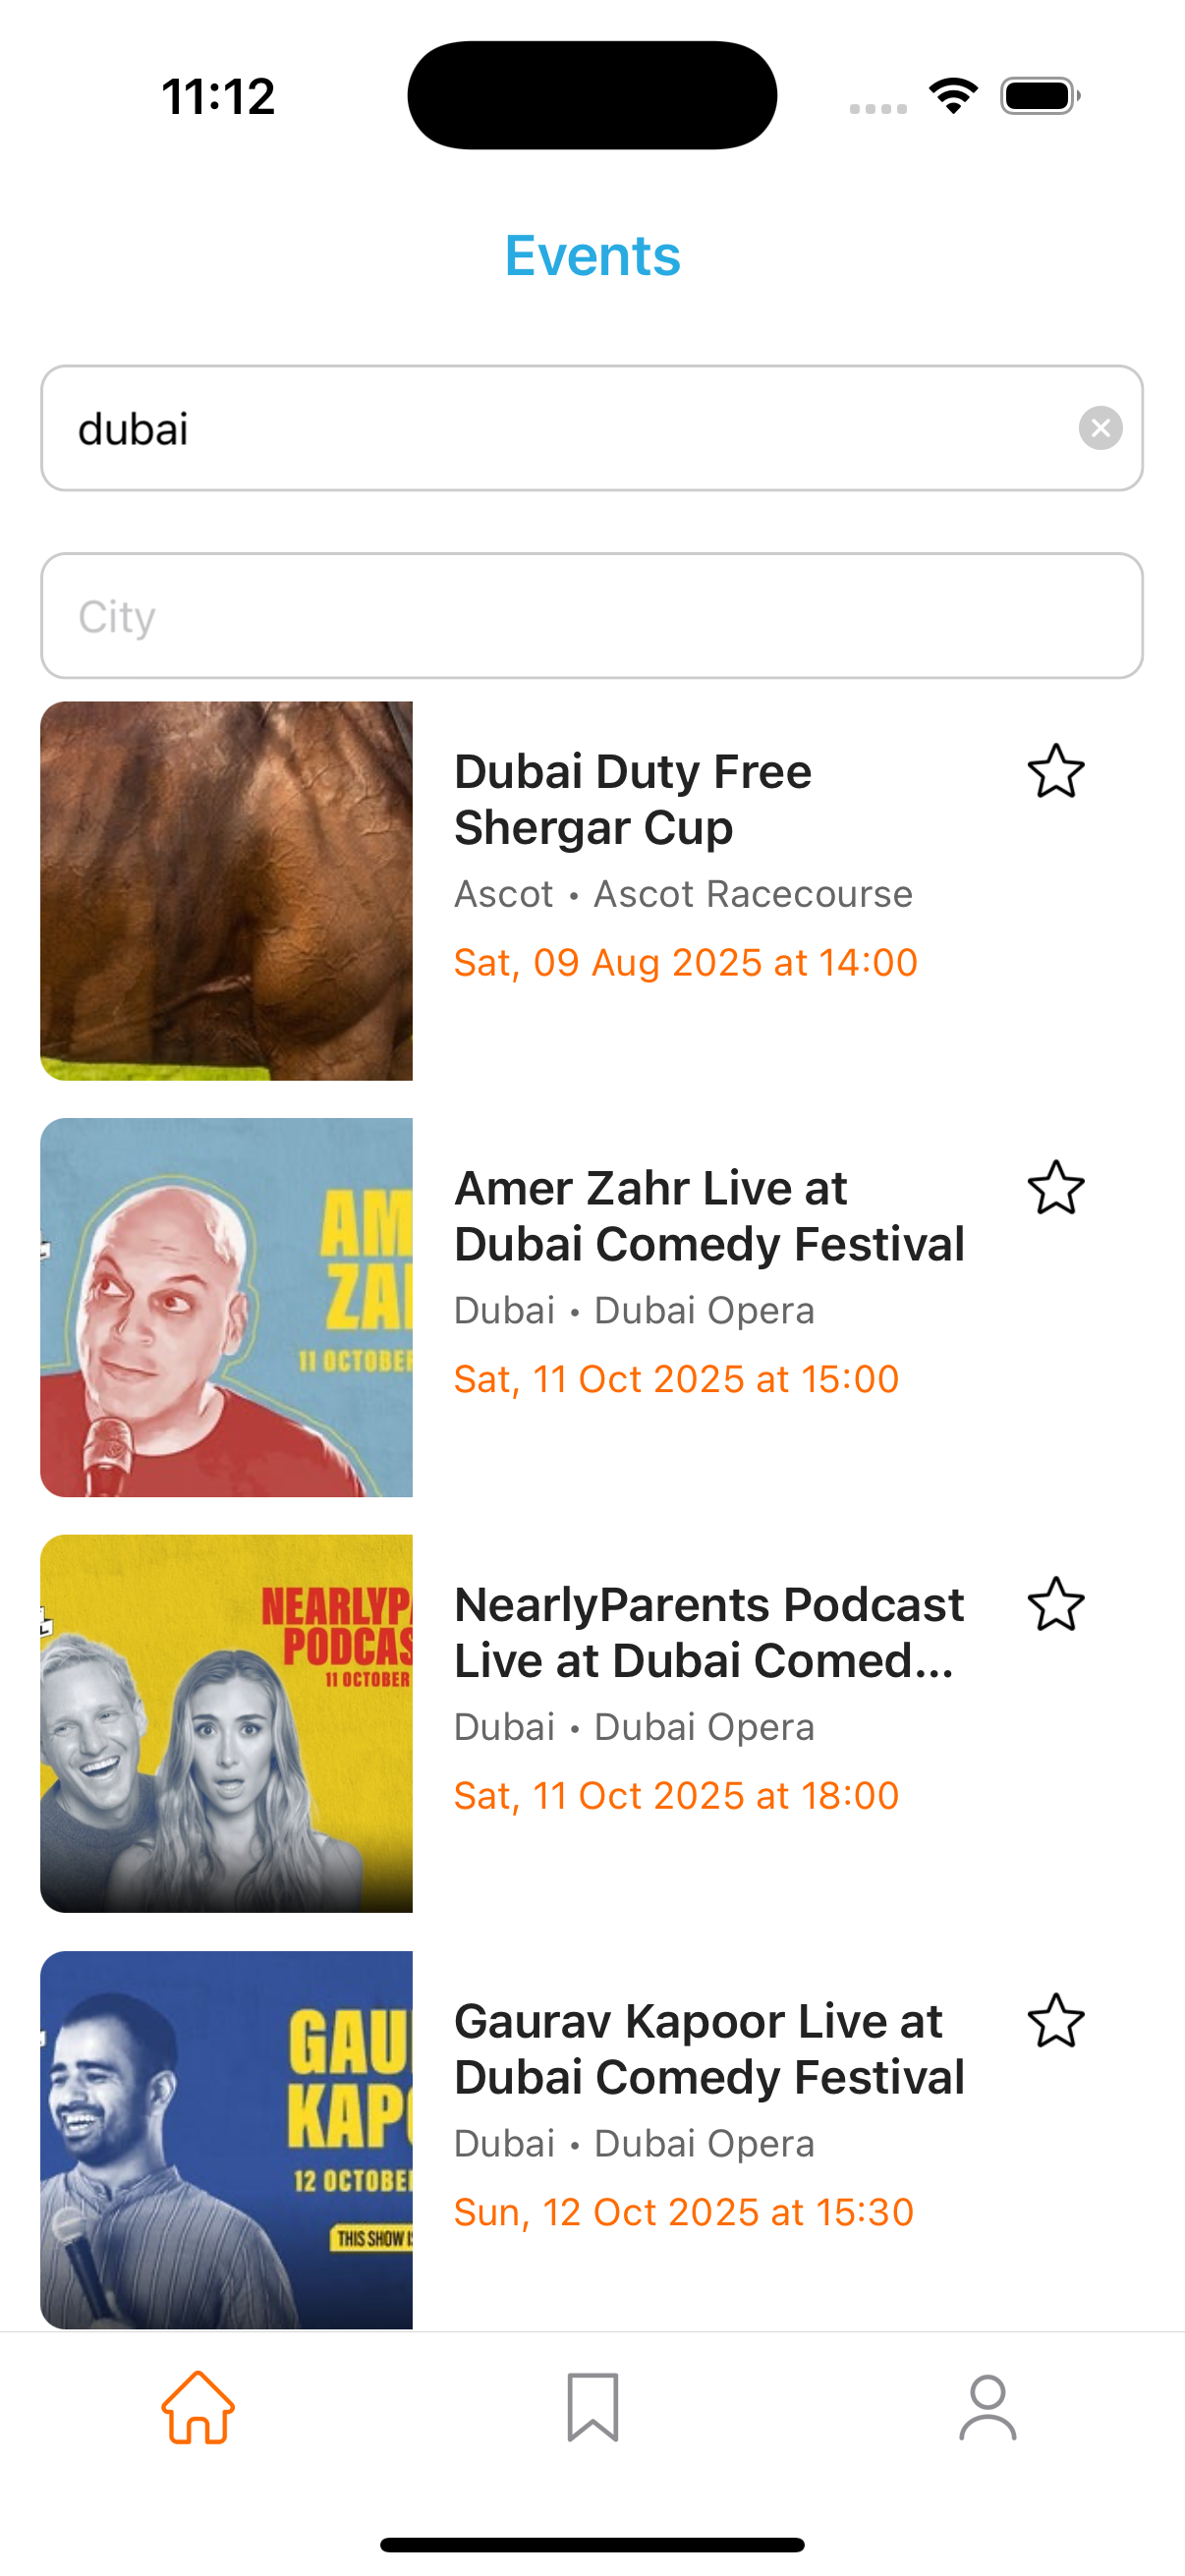 11:12
Events
dubai
City
Dubai Duty Free
Shergar Cup
Ascot • Ascot Racecourse
Sat, 09 Aug 2025 at 14:00
AM
ZA
11 OCTOBER
Amer Zahr Live at
Dubai Comedy Festival
Dubai • Dubai Opera
Sat, 11 Oct 2025 at 15:00
NEARLYPA
PODCAS
11 OCTOBER
NearlyParents Podcast
Live at Dubai Comed...
Dubai • Dubai Opera
Sat, 11 Oct 2025 at 18:00
GAU
KAP
12 OCTOBE
THIS SHOW I
Gaurav Kapoor Live at
Dubai Comedy Festival
Dubai • Dubai Opera
Sun, 12 Oct 2025 at 15:30